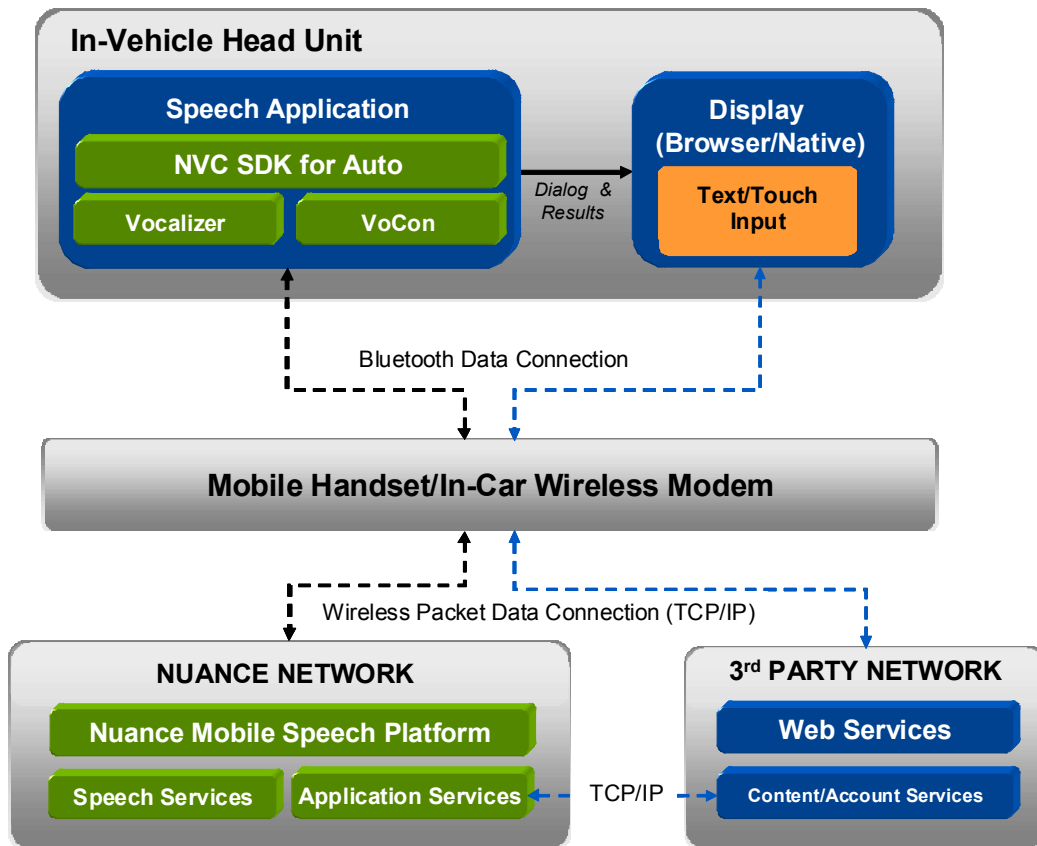 In-Vehicle Head Unit
Speech Application
NVC SDK for Auto
Vocalizer
VoCon
Dialog &
Results
Display
(Browser/Native)
Text/Touch
Input
Bluetooth Data Connection
Mobile Handset/In-Car Wireless Modem
Wireless Packet Data Connection (TCP/IP)
NUANCE NETWORK
Nuance Mobile Speech Platform
Speech Services
Application Services
TCP/IP
3rd PARTY NETWORK
Web Services
Content/Account Services